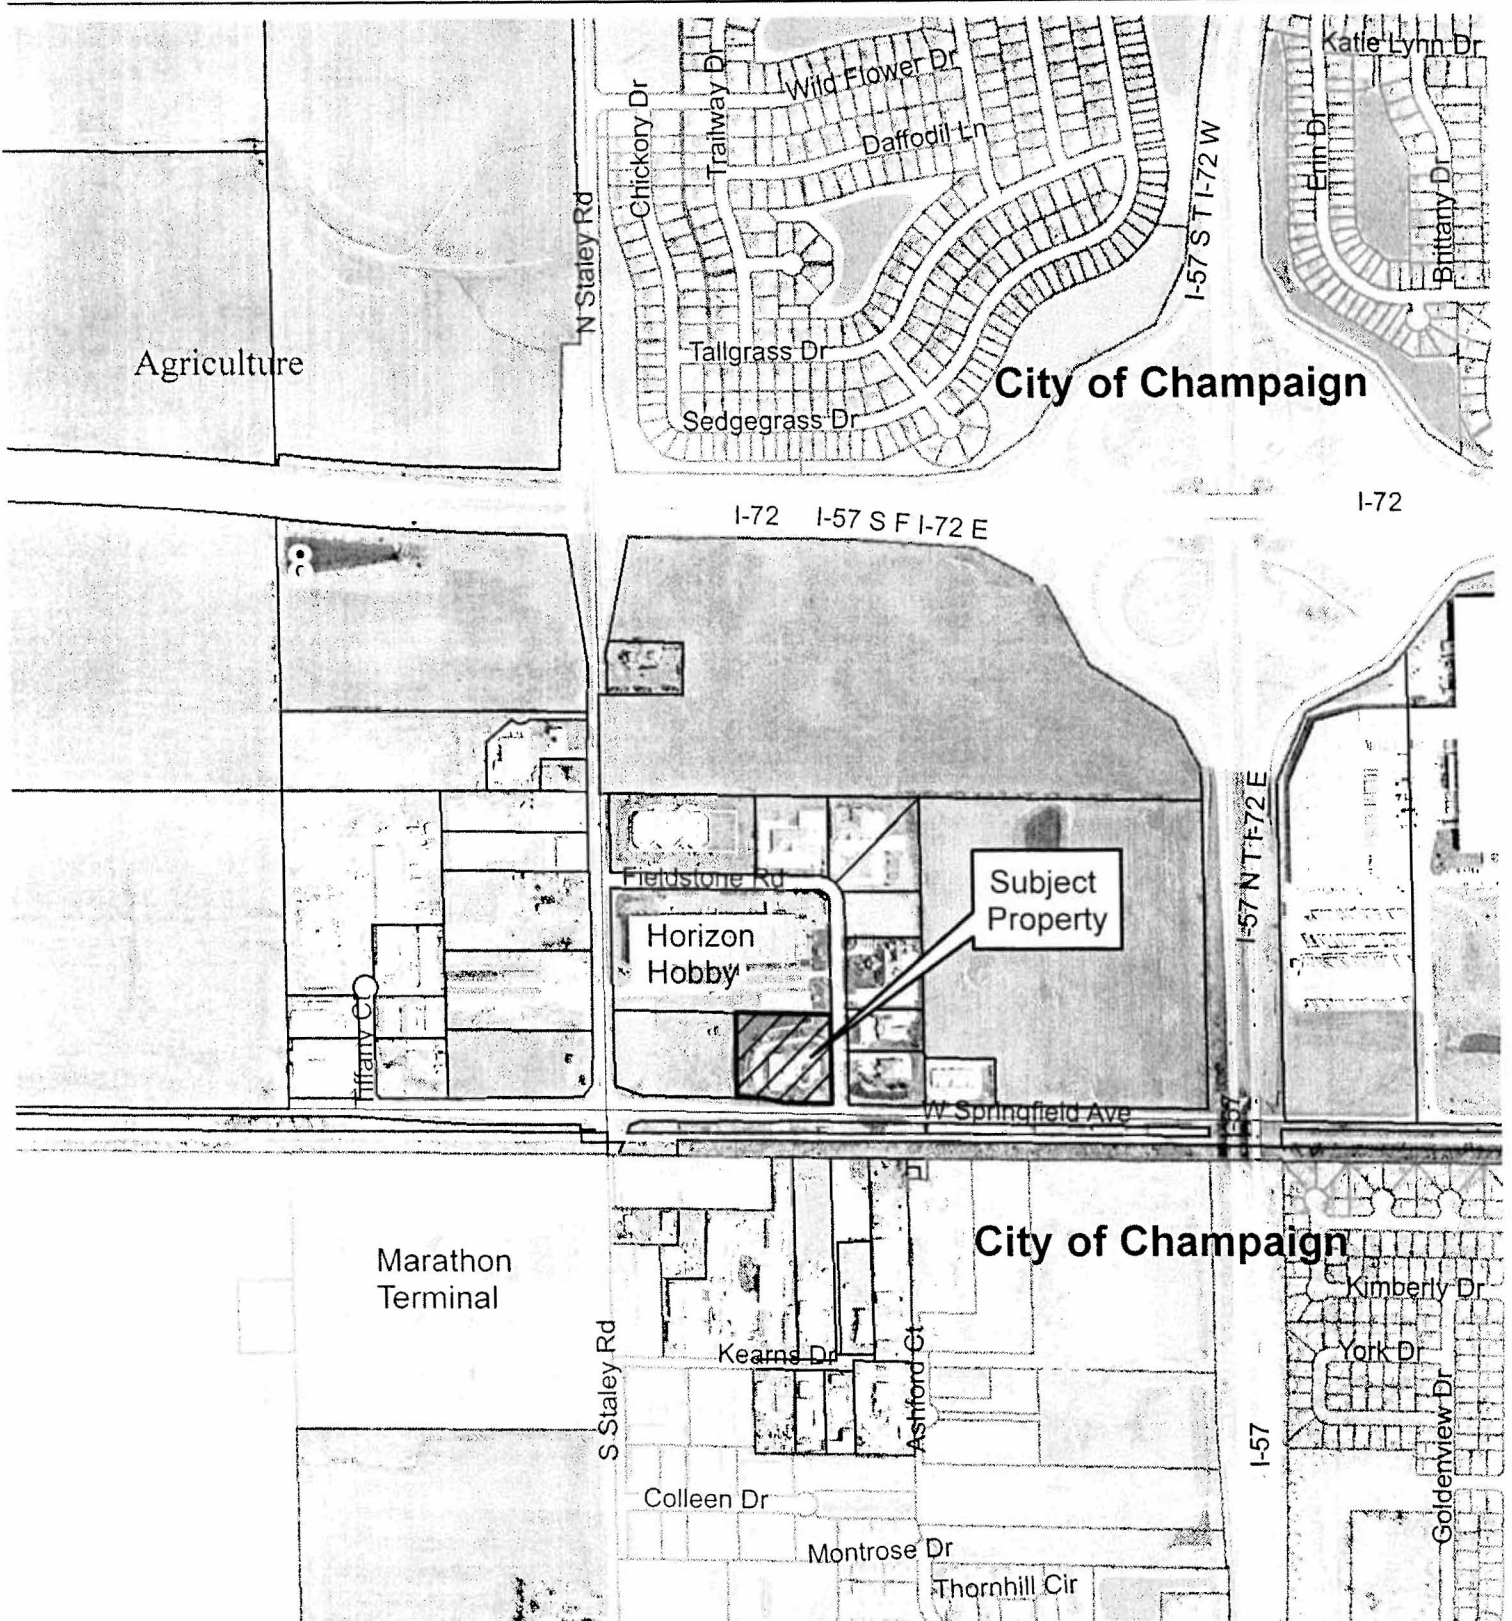 Katie Lynn Dr
Wild Flower Dr
Chickory Dr
Trailway Dr
Daffodil Ln
Erin Dr
Brittany Dr
I-57 S T I-72 W
N Staley Rd
Agriculture
Tallgrass Dr
City of Champaign
Sedgegrass Dr
I-72
I-57 S F I-72 E
I-72
I-57 N T I-72 E
Fieldstone Rd
Subject
Property
Horizon
Hobby
Tiffany Ct
W Springfield Ave
I-57
City of Champaign
Marathon
Terminal
Kimberly Dr
Kearns Dr
York Dr
S Staley Rd
Ashford Ct
I-57
Goldenview Dr
Colleen Dr
Montrose Dr
Thornhill Cir